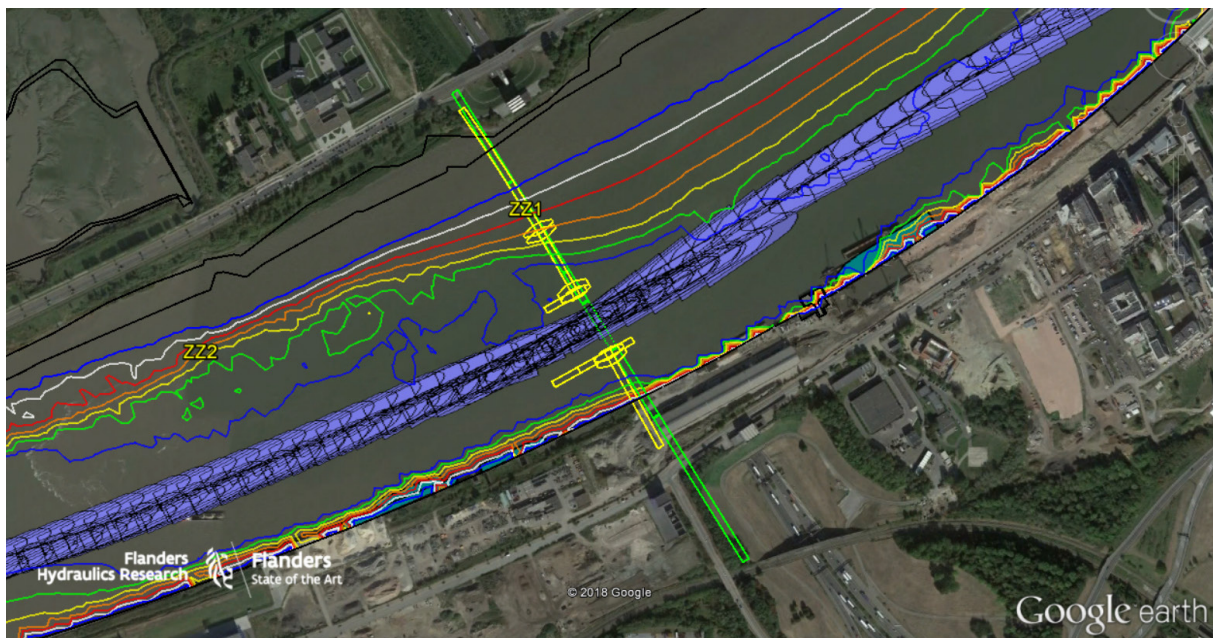 ZZ1
ZZ2
Flanders
Hydraulics Research
Flanders
State of the Art
© 2018 Google
Google earth